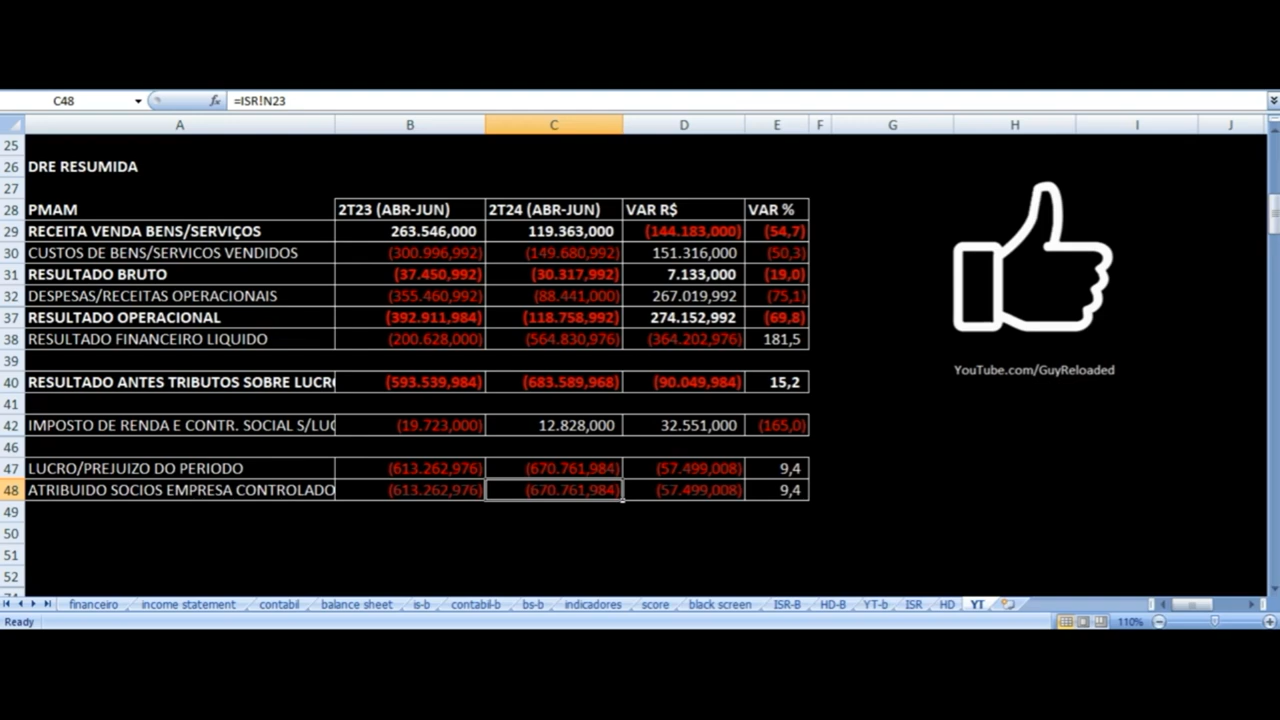 C48 =ISR!N23
A B C D E F G H I J
25
26 DRE RESUMIDA
27
28 PMAM 2T23 (ABR-JUN) 2T24 (ABR-JUN) VAR R$ VAR %
29 RECEITA VENDA BENS/SERVIÇOS 263.546,000 119.363,000 (144.183,000) (54,7)
30 CUSTOS DE BENS/SERVICOS VENDIDOS (300.996,992) (149.680,992) 151.316,000 (50,3)
31 RESULTADO BRUTO (37.450,992) (30.317,992) 7.133,000 (19,0)
32 DESPESAS/RECEITAS OPERACIONAIS (355.460,992) (88.441,000) 267.019,992 (75,1)
37 RESULTADO OPERACIONAL (392.911,984) (118.758,992) 274.152,992 (69,8)
38 RESULTADO FINANCEIRO LIQUIDO (200.628,000) (564.830,976) (364.202,976) 181,5
39
40 RESULTADO ANTES TRIBUTOS SOBRE LUCRO (593.539,984) (683.589,968) (90.049,984) 15,2
41
42 IMPOSTO DE RENDA E CONTR. SOCIAL S/LUC (19.723,000) 12.828,000 32.551,000 (165,0)
46
47 LUCRO/PREJUIZO DO PERIODO (613.262,976) (670.761,984) (57.499,008) 9,4
48 ATRIBUIDO SOCIOS EMPRESA CONTROLADO (613.262,976) (670.761,984) (57.499,008) 9,4
49
50
51
52
YouTube.com/GuyReloaded
financeiro income statement contabil balance sheet is-b contabil-b bs-b indicadores score black screen ISR-B HD-B YT-b ISR HD YT
Ready 110%